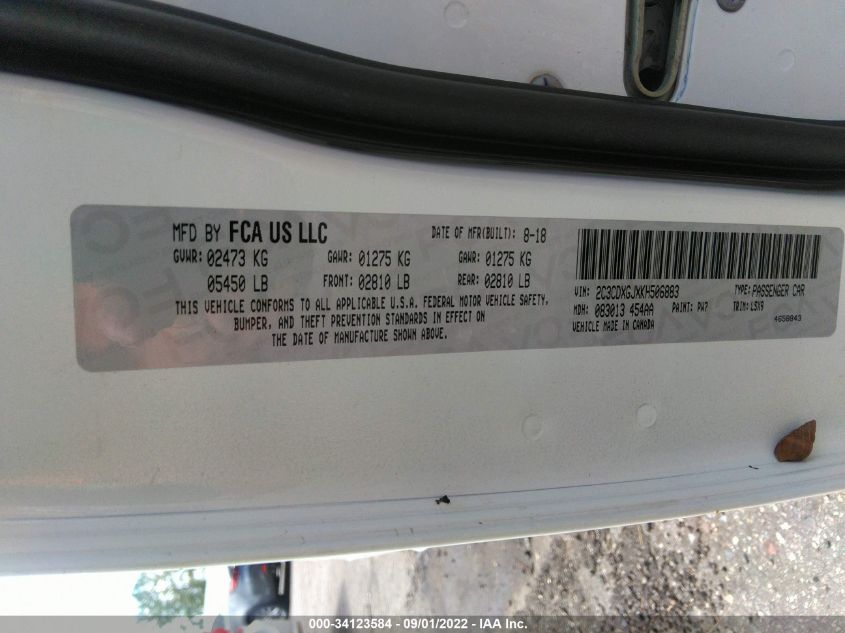 MFD BY FCA US LLC
DATE OF MFR(BUILT): 8-18
GVWR: 02473 KG GAWR: 01275 KG GAWR: 01275 KG
05450 LB FRONT: 02810 LB REAR: 02810 LB
THIS VEHICLE CONFORMS TO ALL APPLICABLE U.S.A. FEDERAL MOTOR VEHICLE SAFETY,
BUMPER, AND THEFT PREVENTION STANDARDS IN EFFECT ON
THE DATE OF MANUFACTURE SHOWN ABOVE.
VIN: 2C3CDXGJXKH506883 TYPE: PASSENGER CAR
MDH: 083013 454AA PAINT: PW7 TRIM: LSX9
VEHICLE MADE IN CANADA 4658843
000-34123584 - 09/01/2022 - IAA Inc.